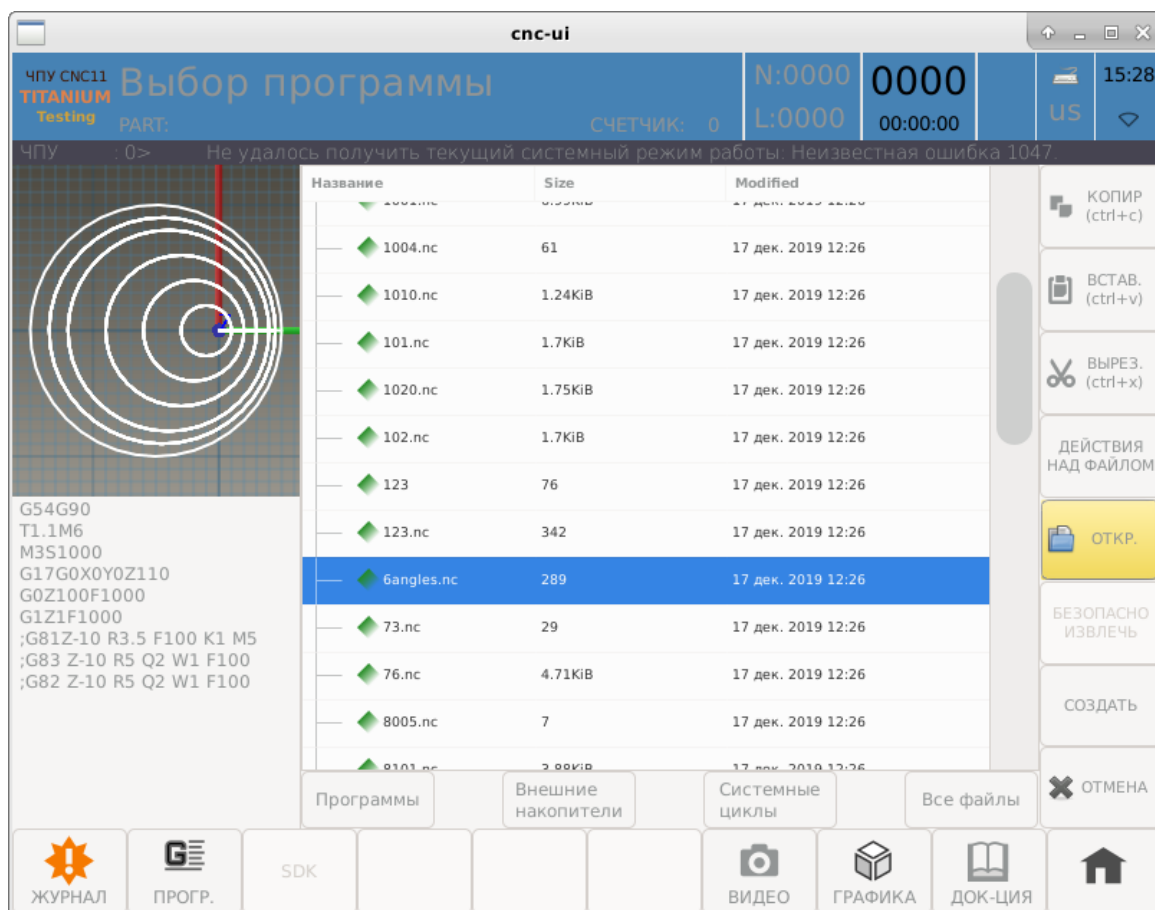 cnc-ui
ЧПУ CNC11
TITANIUM
Testing
Выбор программы
PART:
СЧЕТЧИК: 0
N:0000
L:0000
0000
00:00:00
us
15:28
ЧПУ : 0> Не удалось получить текущий системный режим работы: Неизвестная ошибка 1047.
Название Size Modified
1004.nc 61 17 дек. 2019 12:26
1010.nc 1.24KiB 17 дек. 2019 12:26
101.nc 1.7KiB 17 дек. 2019 12:26
1020.nc 1.75KiB 17 дек. 2019 12:26
102.nc 1.7KiB 17 дек. 2019 12:26
123 76 17 дек. 2019 12:26
123.nc 342 17 дек. 2019 12:26
6angles.nc 289 17 дек. 2019 12:26
73.nc 29 17 дек. 2019 12:26
76.nc 4.71KiB 17 дек. 2019 12:26
8005.nc 7 17 дек. 2019 12:26
8101.nc 3.88KiB 17 дек. 2019 12:26
G54G90
T1.1M6
M3S1000
G17G0X0Y0Z110
G0Z100F1000
G1Z1F1000
;G81Z-10 R3.5 F100 K1 M5
;G83 Z-10 R5 Q2 W1 F100
;G82 Z-10 R5 Q2 W1 F100
КОПИР
(ctrl+c)
ВСТАВ.
(ctrl+v)
ВЫРЕЗ.
(ctrl+x)
ДЕЙСТВИЯ
НАД ФАЙЛОМ
ОТКР.
БЕЗОПАСНО
ИЗВЛЕЧЬ
СОЗДАТЬ
ОТМЕНА
Программы
Внешние
накопители
Системные
циклы
Все файлы
ЖУРНАЛ
ПРОГР.
SDK
ВИДЕО
ГРАФИКА
ДОК-ЦИЯ